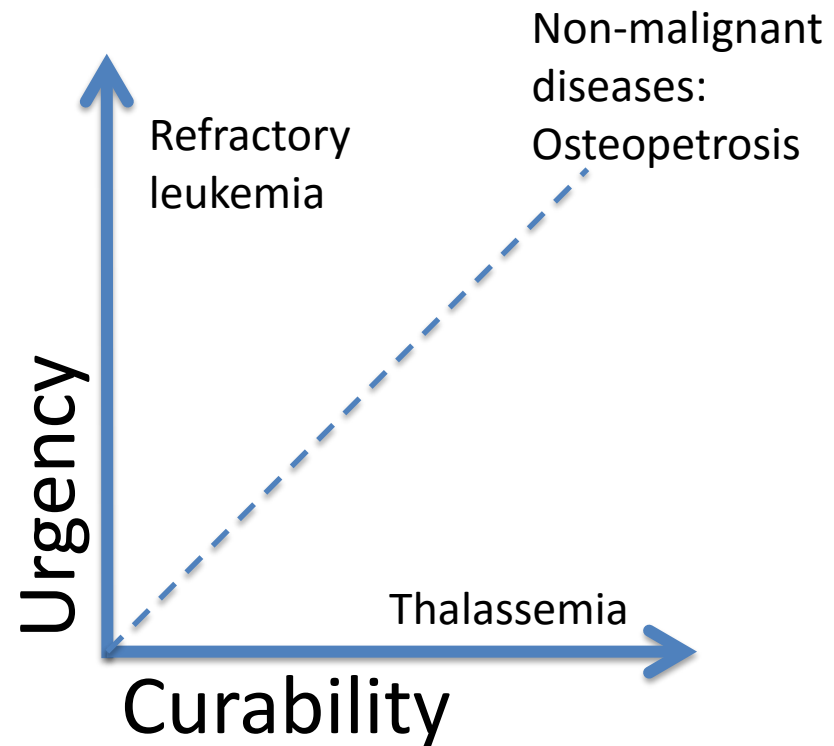 Non-malignant
diseases:
Osteopetrosis
Refractory
leukemia
Urgency
Thalassemia
Curability